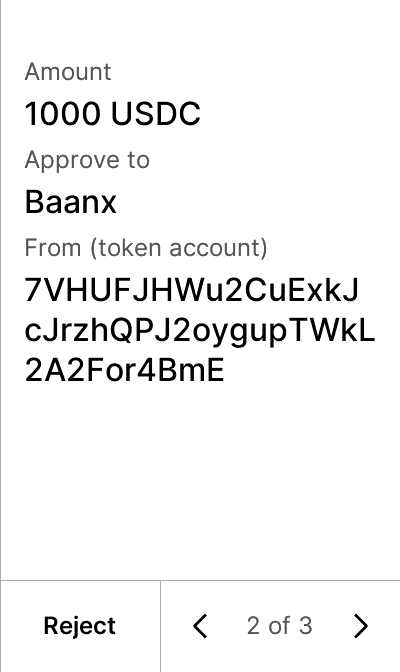 Amount
1000 USDC
Approve to
Baanx
From (token account)
7VHUFJHWu2CuExkJ
cJrzhQPJ2oygupTWkL
2A2For4BmE
Reject
2 of 3